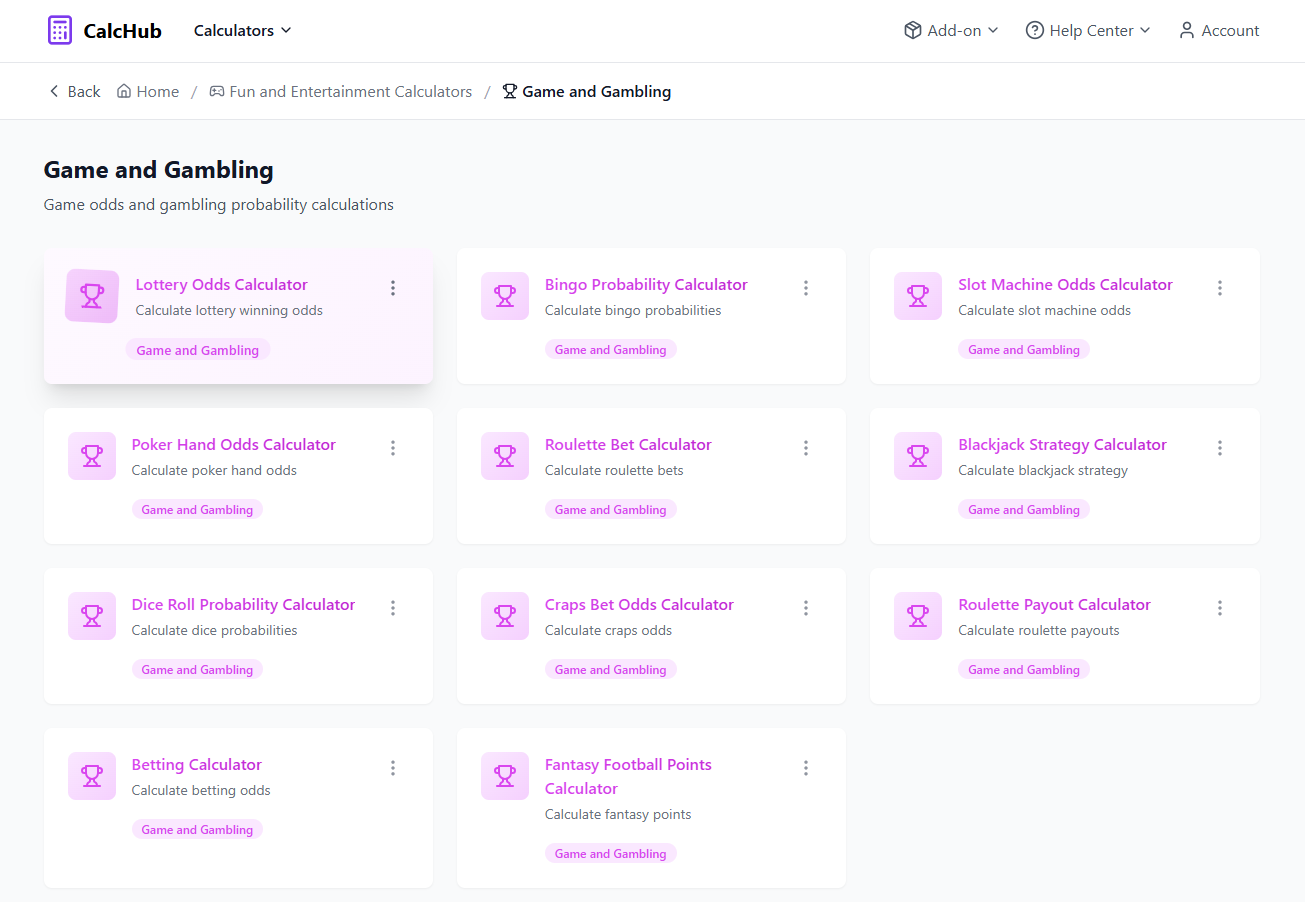 CalcHub Calculators Add-on Help Center Account
Back Home / Fun and Entertainment Calculators / Game and Gambling
Game and Gambling
Game odds and gambling probability calculations
Lottery Odds Calculator
Calculate lottery winning odds
Game and Gambling
Bingo Probability Calculator
Calculate bingo probabilities
Game and Gambling
Slot Machine Odds Calculator
Calculate slot machine odds
Game and Gambling
Poker Hand Odds Calculator
Calculate poker hand odds
Game and Gambling
Roulette Bet Calculator
Calculate roulette bets
Game and Gambling
Blackjack Strategy Calculator
Calculate blackjack strategy
Game and Gambling
Dice Roll Probability Calculator
Calculate dice probabilities
Game and Gambling
Craps Bet Odds Calculator
Calculate craps odds
Game and Gambling
Roulette Payout Calculator
Calculate roulette payouts
Game and Gambling
Betting Calculator
Calculate betting odds
Game and Gambling
Fantasy Football Points
Calculator
Calculate fantasy points
Game and Gambling